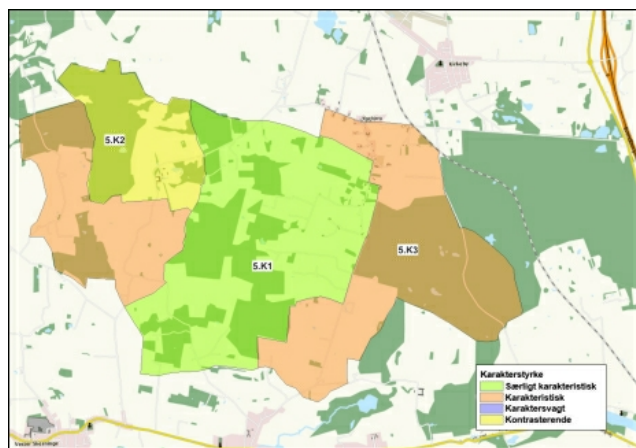 5.K2
5.K1
5.K3
Karakterstyrke
Særligt karakteristisk
Karakteristisk
Karaktersvagt
Kontrasterende